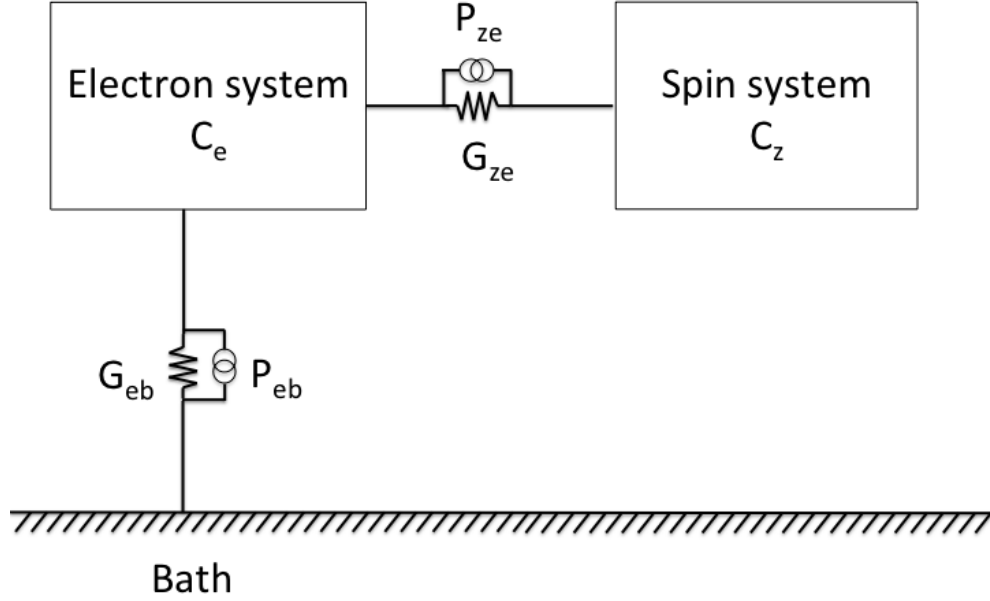 P_ze
Electron system
C_e
Spin system
C_z
G_ze
G_eb
P_eb
Bath